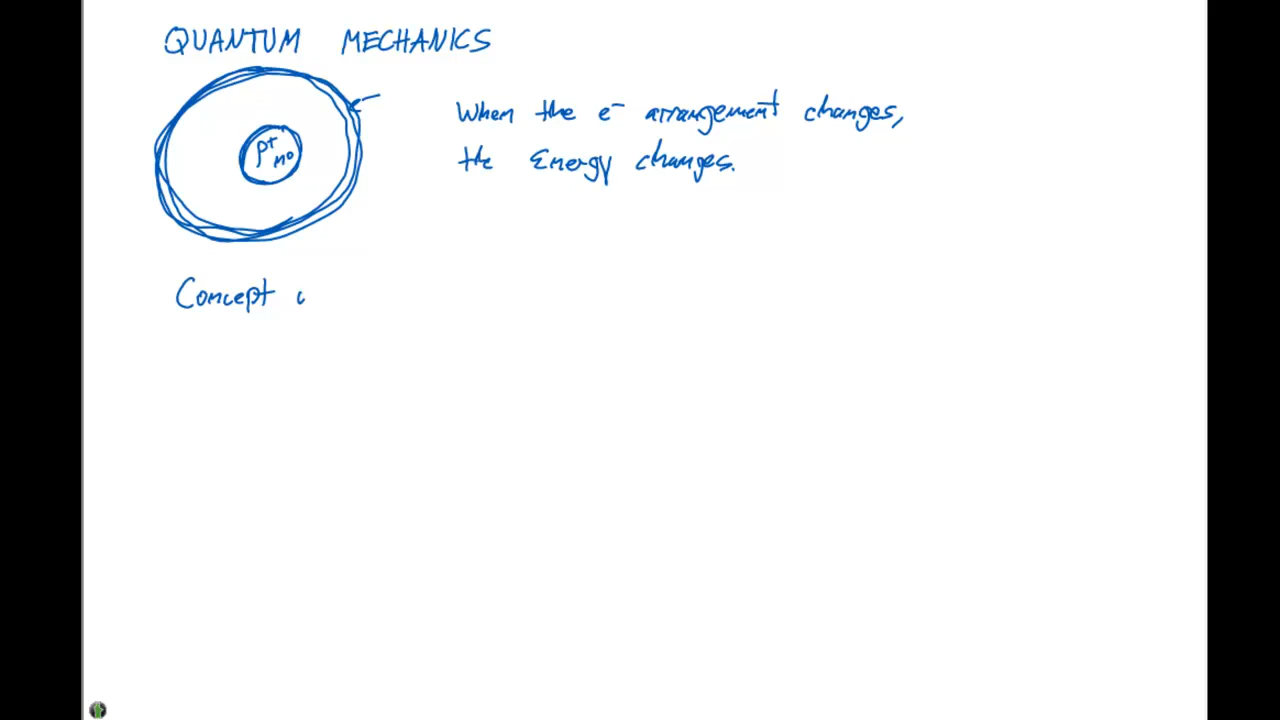 QUANTUM MECHANICS
When the e⁻ arrangement changes,
the Energy changes.
p⁺
n⁰
Concept